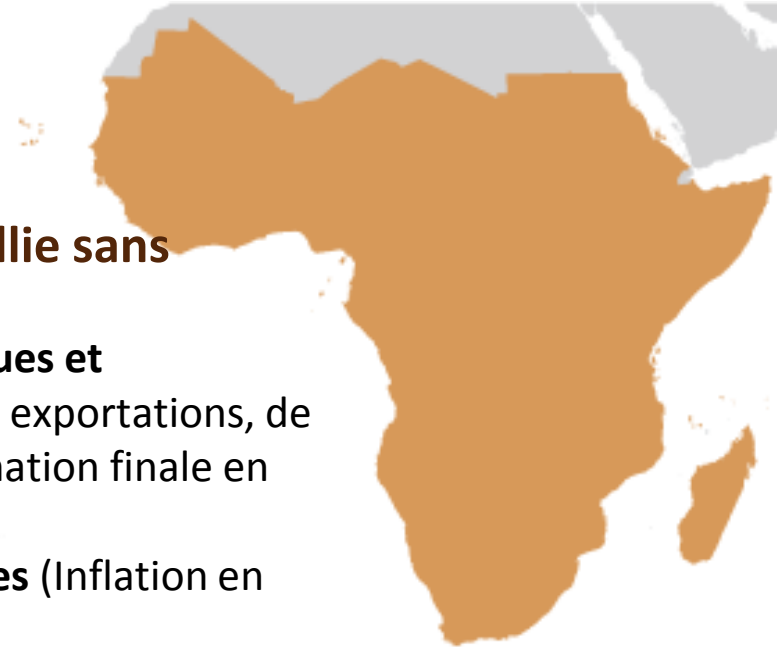 llie sans
ues et
exportations, de
nation finale en
es (Inflation en